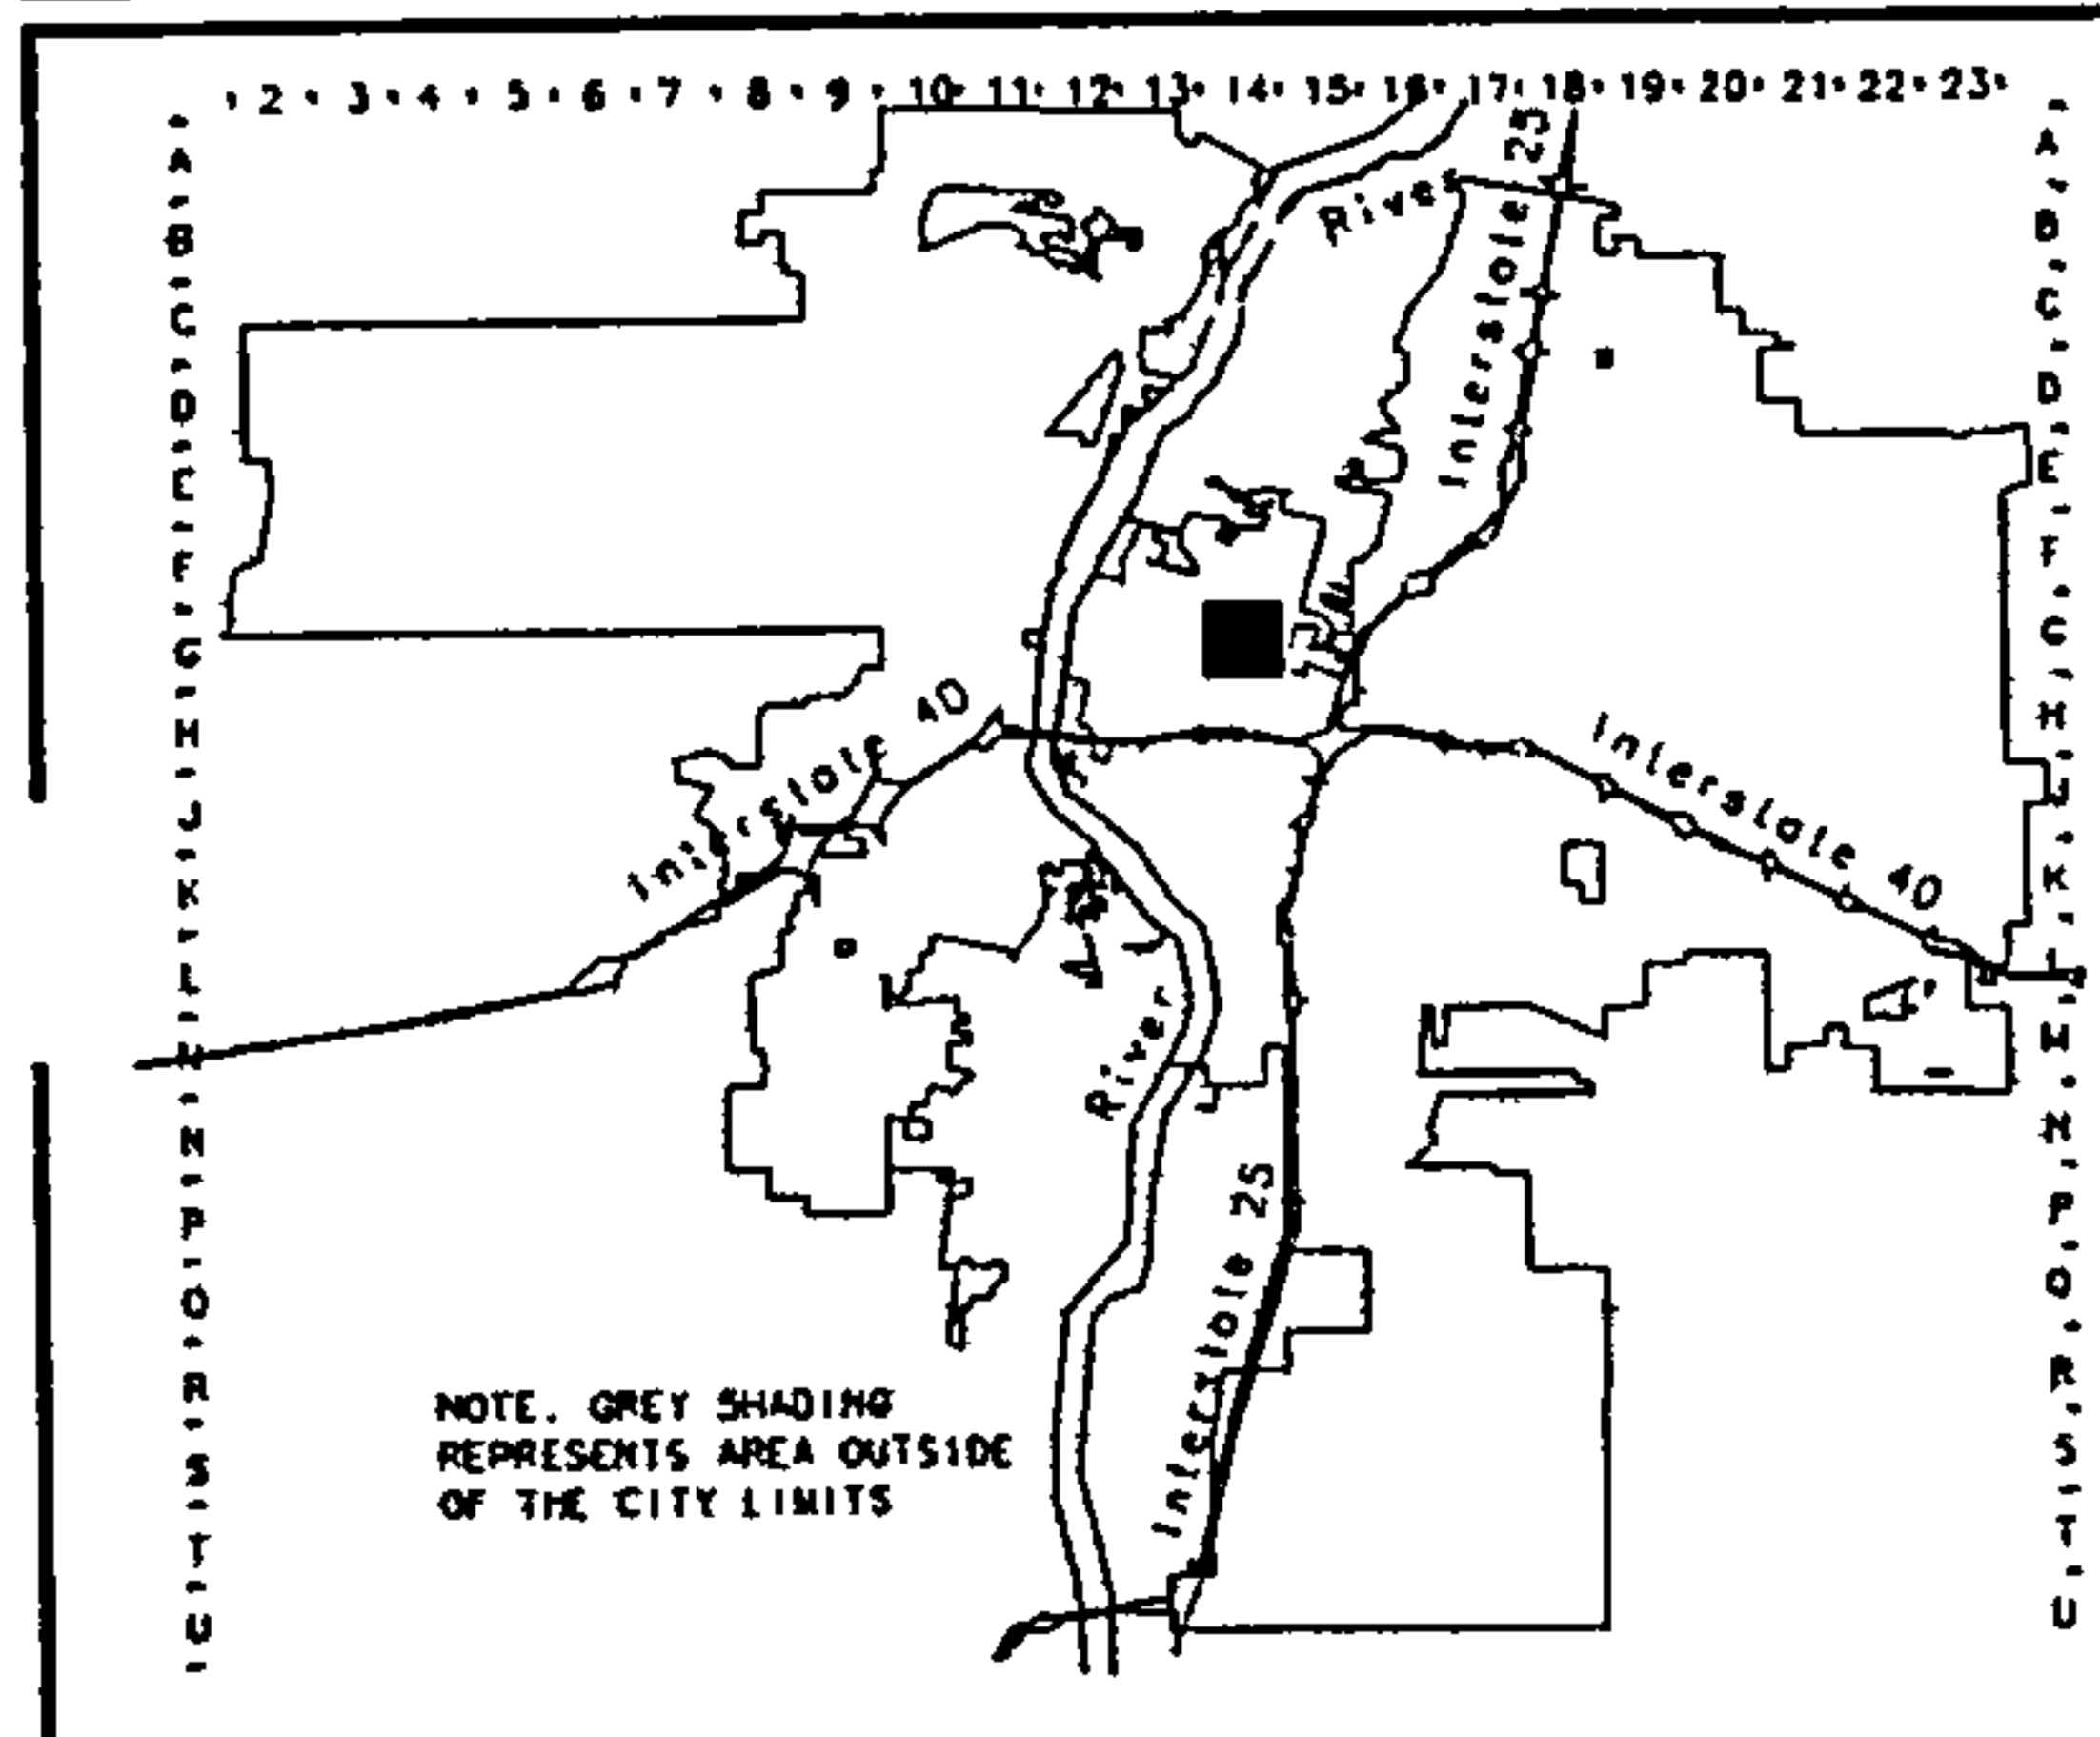 2 3 4 5 6 7 8 9 10 11 12 13 14 15 16 17 18 19 20 21 22 23
A
B
C
D
E
F
G
H
J
K
L
M
N
P
Q
R
S
T
U
River
Interstate 25
Interstate 40
Interstate 40
River
Interstate 25
NOTE. GREY SHADING
REPRESENTS AREA OUTSIDE
OF THE CITY LIMITS
A
B
C
D
E
F
G
H
J
K
L
M
N
P
Q
R
S
T
U